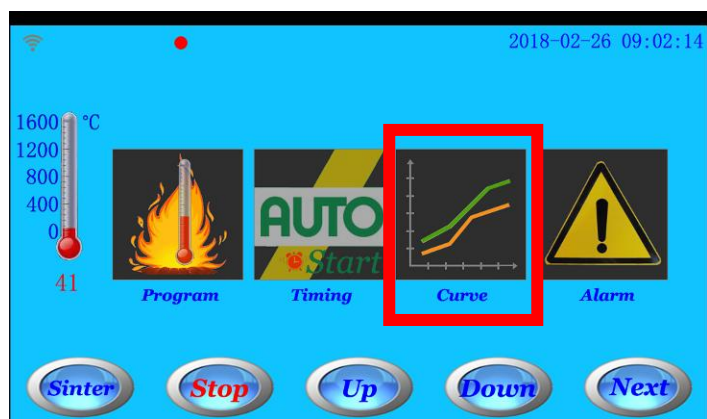 2018-02-26 09:02:14
1600 °C
1200
800
400
0
41
AUTO
Start
Program
Timing
Curve
Alarm
Sinter
Stop
Up
Down
Next